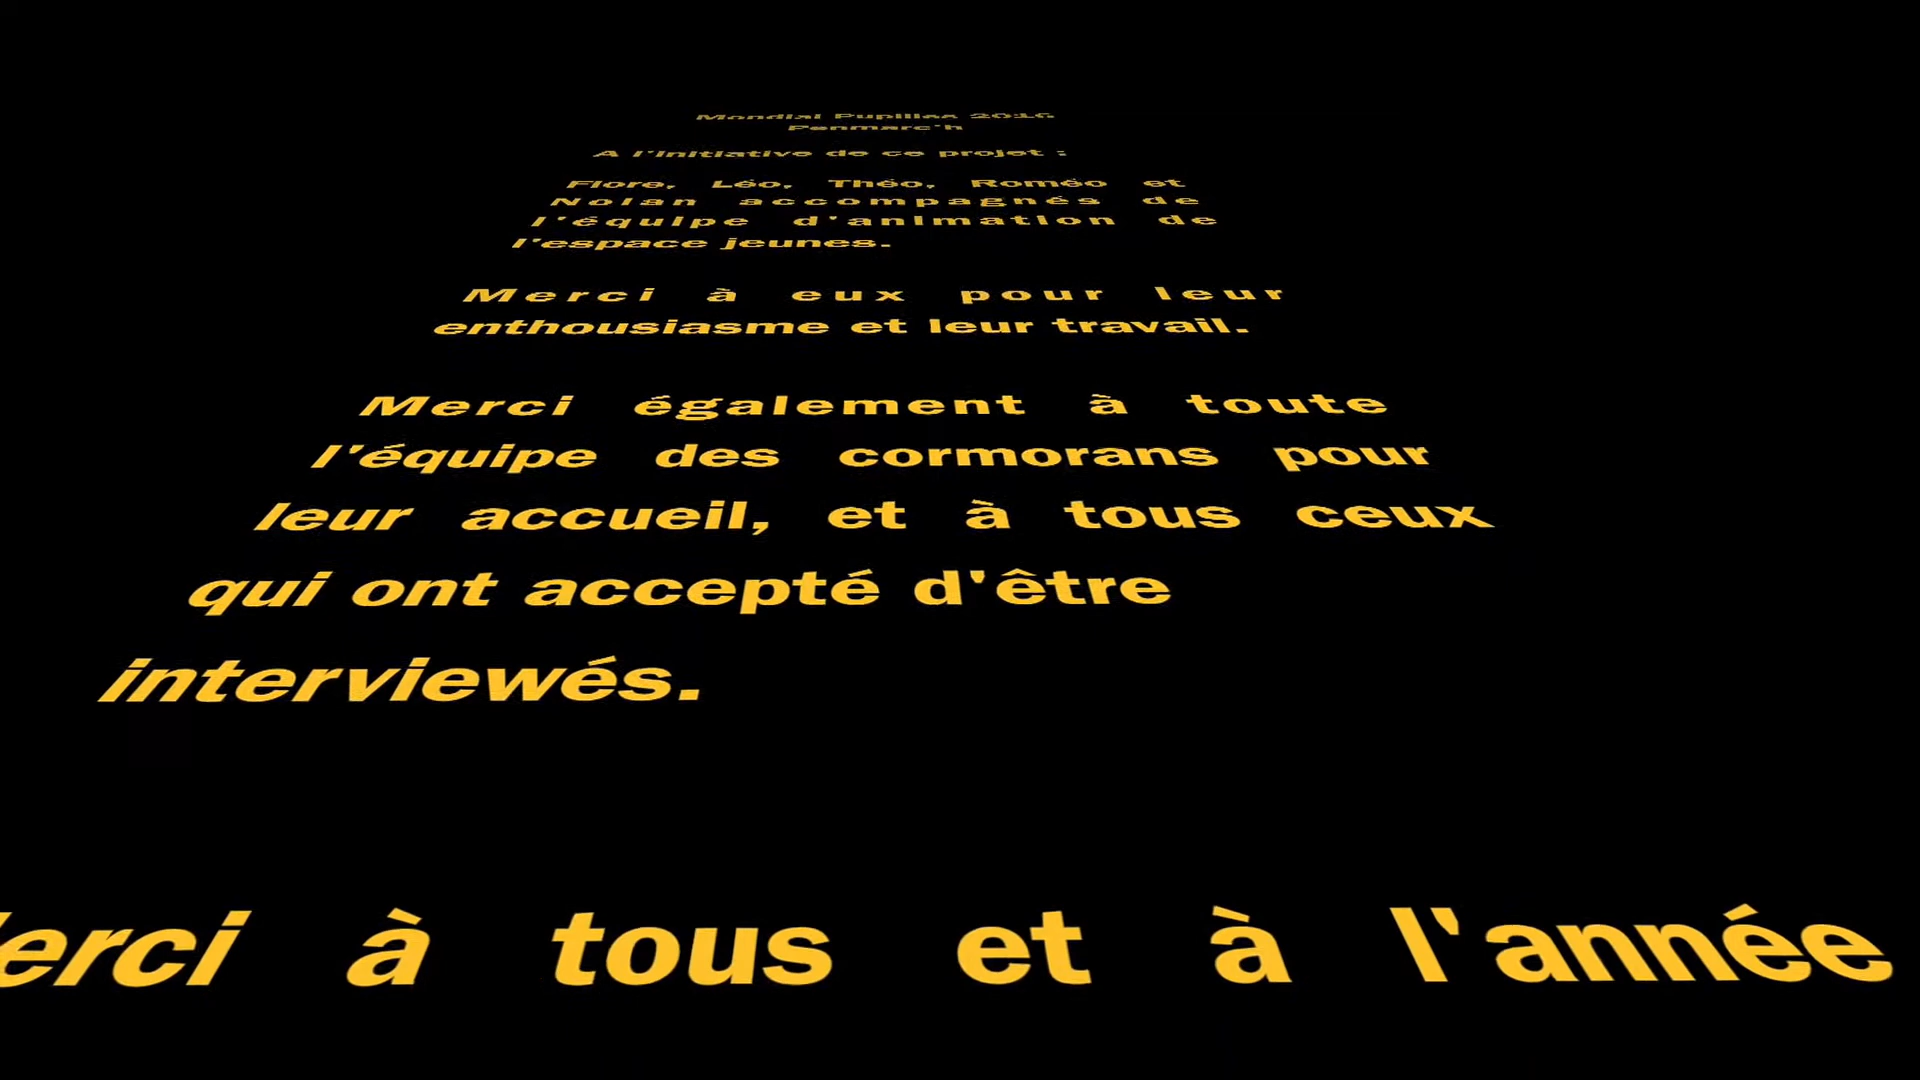 Mondial Pupilles 2016
Penmarc'h
A l'initiative de ce projet :
Flore, Léo, Théo, Roméo et
Nolan accompagnés de
l'équipe d'animation de
l'espace jeunes.
Merci à eux pour leur
enthousiasme et leur travail.
Merci également à toute
l'équipe des cormorans pour
leur accueil, et à tous ceux
qui ont accepté d'être
interviewés.
erci à tous et à l'année